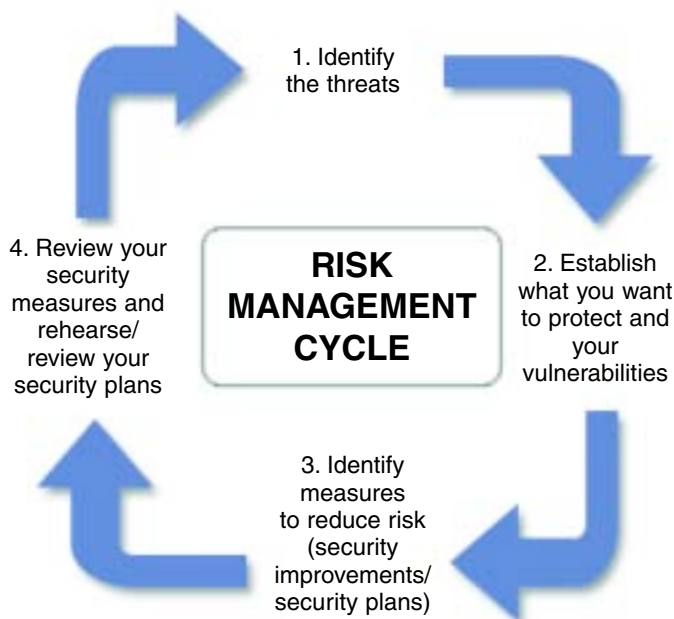 1. Identify
the threats
2. Establish
what you want
to protect and
your
vulnerabilities
3. Identify
measures
to reduce risk
(security
improvements/
security plans)
4. Review your
security
measures and
rehearse/
review your
security plans
RISK
MANAGEMENT
CYCLE